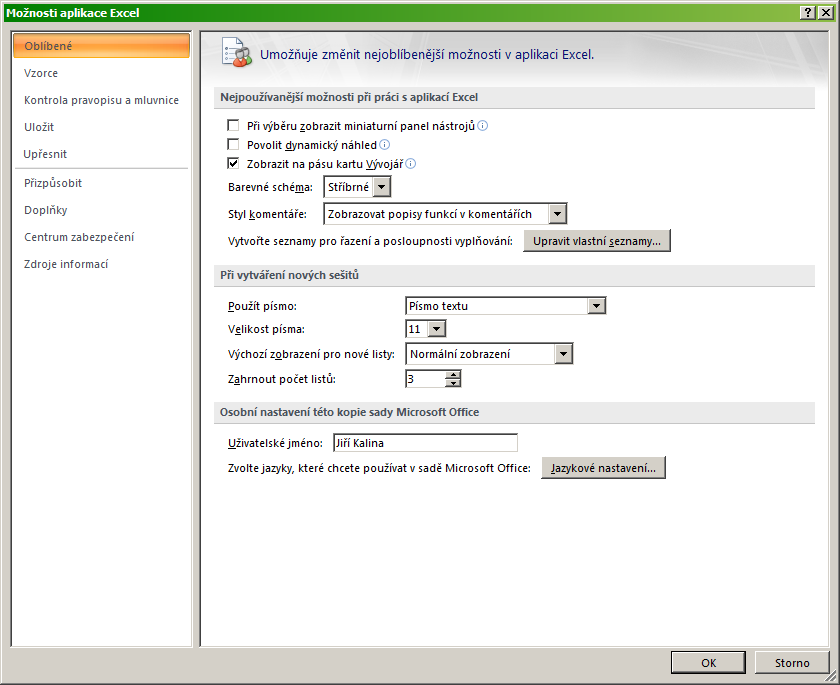 Možnosti aplikace Excel
Oblíbené
Vzorce
Kontrola pravopisu a mluvnice
Uložit
Upřesnit
Přizpůsobit
Doplňky
Centrum zabezpečení
Zdroje informací
Umožňuje změnit nejoblíbenější možnosti v aplikaci Excel.
Nejpoužívanější možnosti při práci s aplikací Excel
Při výběru zobrazit miniaturní panel nástrojů
Povolit dynamický náhled
Zobrazit na pásu kartu Vývojář
Barevné schéma: Stříbrné
Styl komentáře: Zobrazovat popisy funkcí v komentářích
Vytvořte seznamy pro řazení a posloupnosti vyplňování: Upravit vlastní seznamy...
Při vytváření nových sešitů
Použít písmo: Písmo textu
Velikost písma: 11
Výchozí zobrazení pro nové listy: Normální zobrazení
Zahrnout počet listů: 3
Osobní nastavení této kopie sady Microsoft Office
Uživatelské jméno: Jiří Kalina
Zvolte jazyky, které chcete používat v sadě Microsoft Office: Jazykové nastavení...
OK Storno